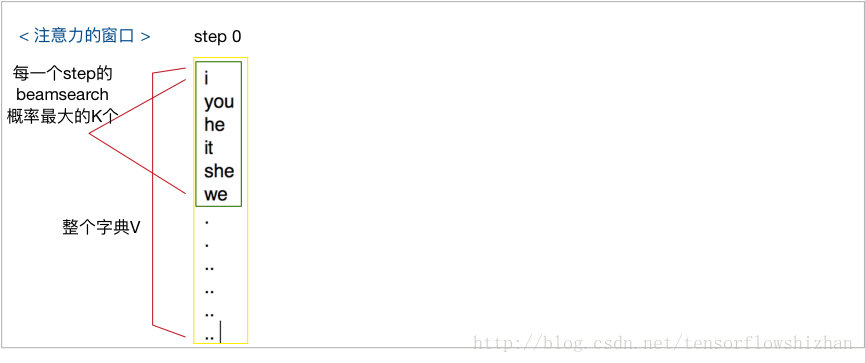 < 注意力的窗口 >
step 0
每一个step的
beamsearch
概率最大的K个
i
you
he
it
she
we
.
.
..
..
..
..
整个字典V
http://blog.csdn.net/tensorflowshizhan